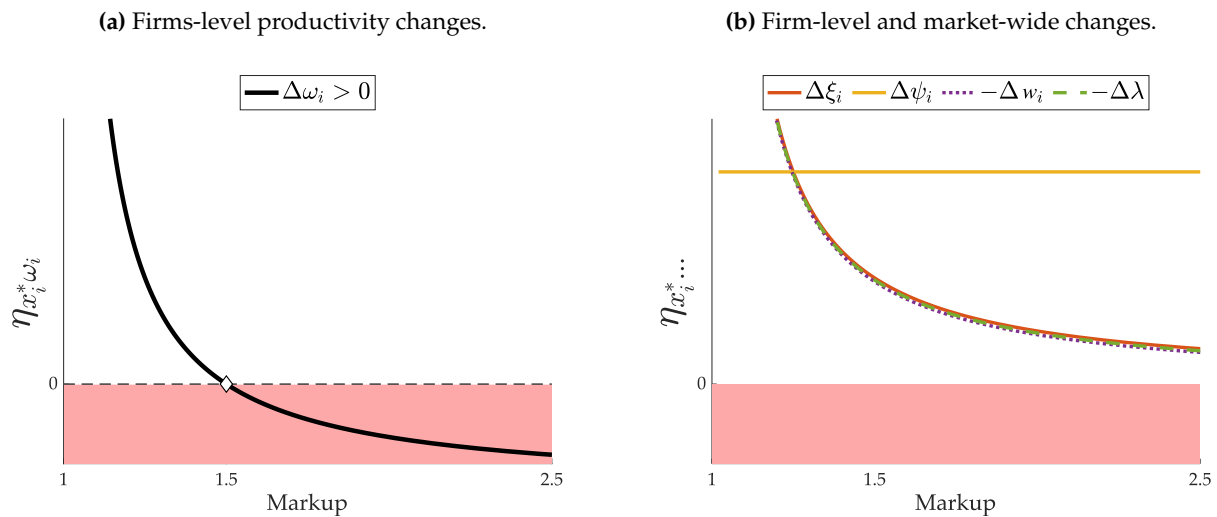 (a) Firms-level productivity changes.
Δω_i > 0
η_{x_i^* ω_i}
0
1
1.5
2.5
Markup
(b) Firm-level and market-wide changes.
Δξ_i
Δψ_i
−Δ w_i
−Δλ
η_{x_i^* ...}
0
1
1.5
2.5
Markup